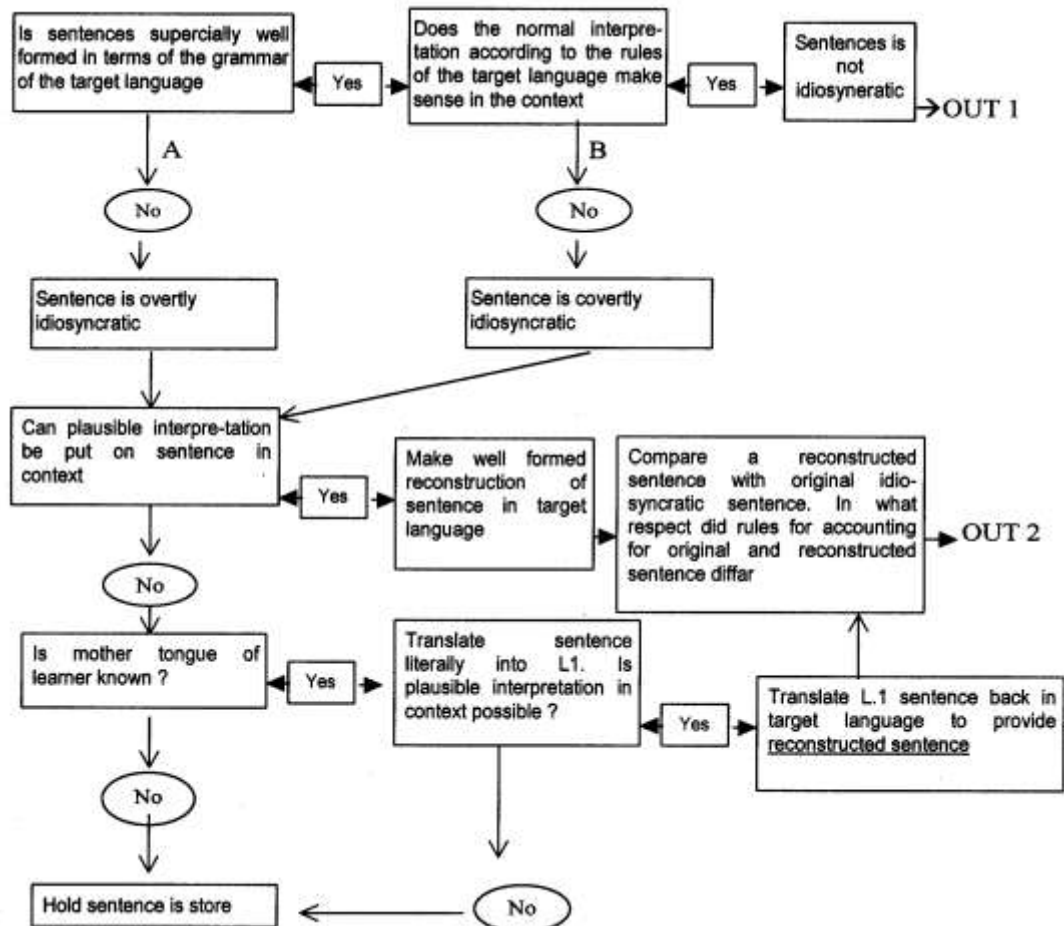 Is sentences supercially well
formed in terms of the grammar
of the target language
Yes
Does the normal interpre-
tation according to the rules
of the target language make
sense in the context
Yes
Sentences is
not
idiosyneratic
OUT 1
A
B
No
No
Sentence is overtly
idiosyncratic
Sentence is covertly
idiosyncratic
Can plausible interpre-tation
be put on sentence in
context
Yes
Make well formed
reconstruction of
sentence in target
language
Compare a reconstructed
sentence with original idio-
syncratic sentence. In what
respect did rules for accounting
for original and reconstructed
sentence diffar
OUT 2
No
Is mother tongue of
learner known ?
Yes
Translate sentence
literally into L1. Is
plausible interpretation in
context possible ?
Yes
Translate L.1 sentence back in
target language to provide
reconstructed sentence
No
Hold sentence is store
No